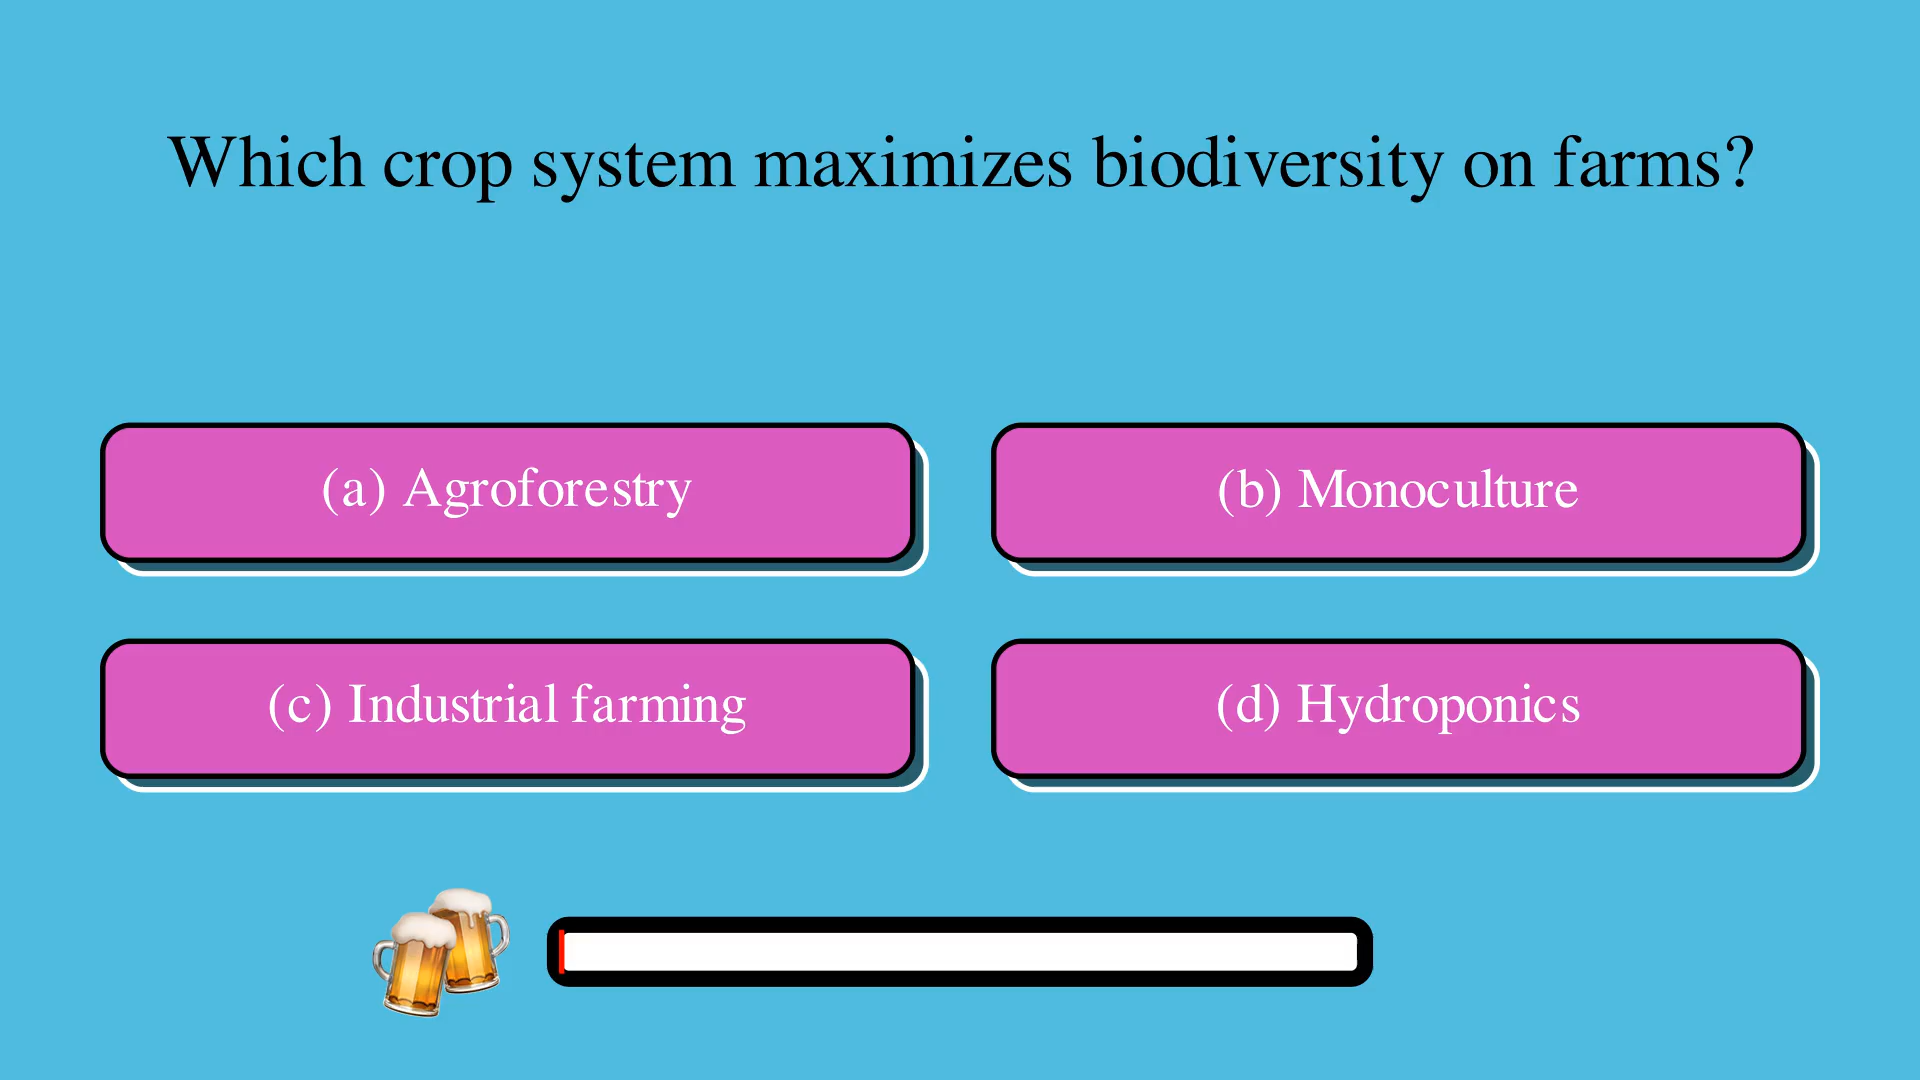 Which crop system maximizes biodiversity on farms?
(a) Agroforestry
(b) Monoculture
(c) Industrial farming
(d) Hydroponics